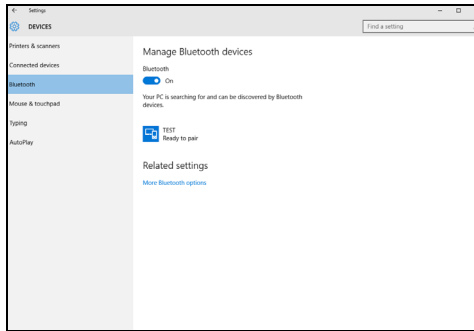 Settings
DEVICES
Find a setting
Printers & scanners
Connected devices
Bluetooth
Mouse & touchpad
Typing
AutoPlay
Manage Bluetooth devices
Bluetooth
On
Your PC is searching for and can be discovered by Bluetooth
devices.
TEST
Ready to pair
Related settings
More Bluetooth options